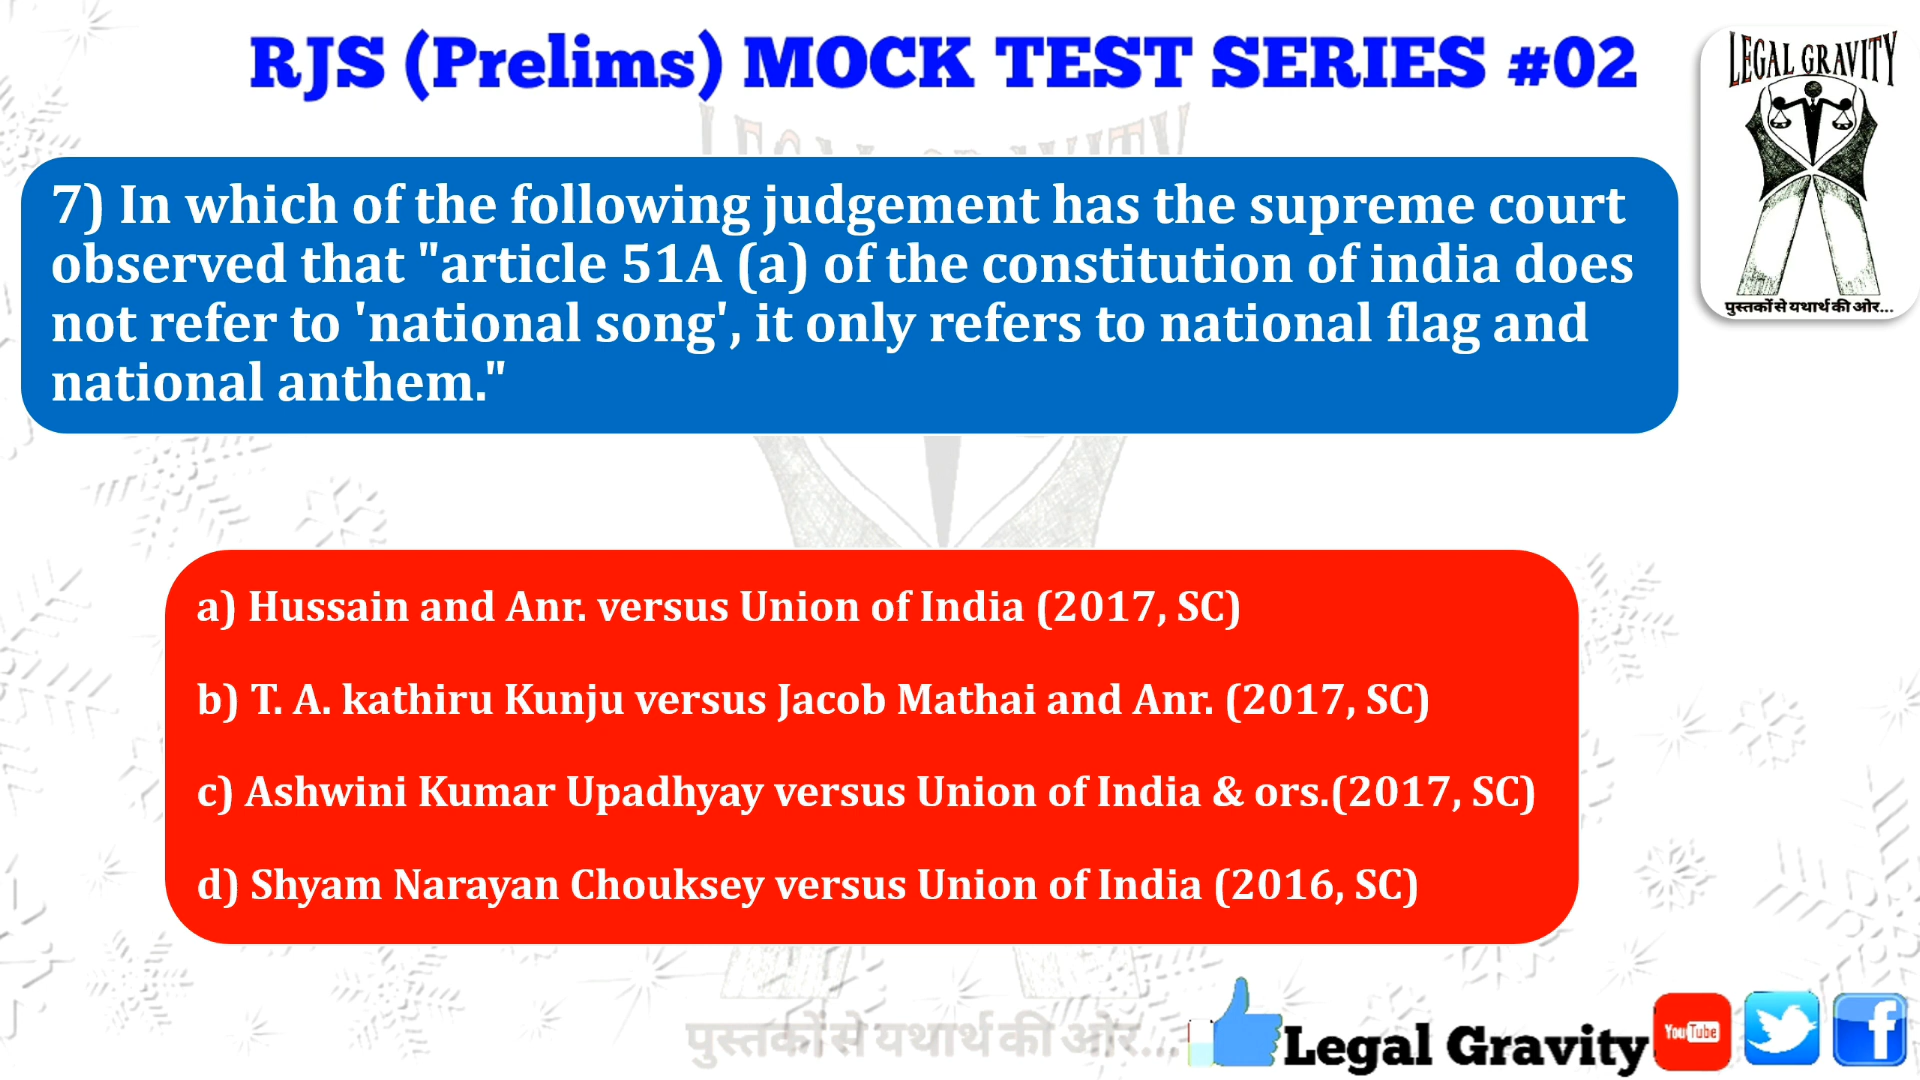 RJS (Prelims) MOCK TEST SERIES #02
LEGAL GRAVITY
पुस्तकों से यथार्थ की ओर...
LEGAL GRAVITY
7) In which of the following judgement has the supreme court
observed that "article 51A (a) of the constitution of india does
not refer to 'national song', it only refers to national flag and
national anthem."
a) Hussain and Anr. versus Union of India (2017, SC)
b) T. A. kathiru Kunju versus Jacob Mathai and Anr. (2017, SC)
c) Ashwini Kumar Upadhyay versus Union of India & ors.(2017, SC)
d) Shyam Narayan Chouksey versus Union of India (2016, SC)
पुस्तकों से यथार्थ की ओर...
Legal Gravity
YouTube